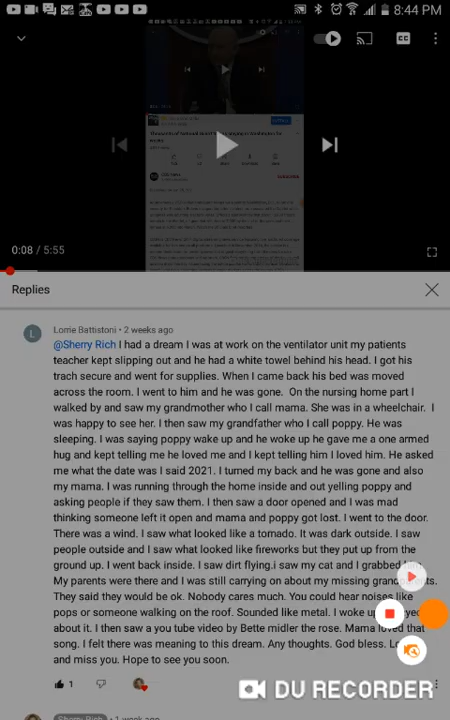 8:44 PM
CC
0:08 / 5:55
Replies
L
Lorrie Battistoni • 2 weeks ago
@Sherry Rich I had a dream I was at work on the ventilator unit my patients
teacher kept slipping out and he had a white towel behind his head. I got his
trach secure and went for supplies. When I came back his bed was moved
across the room. I went to him and he was gone. On the nursing home part I
walked by and saw my grandmother who I call mama. She was in a wheelchair. I
was happy to see her. I then saw my grandfather who I call poppy. He was
sleeping. I was saying poppy wake up and he woke up he gave me a one armed
hug and kept telling me he loved me and I kept telling him I loved him. He asked
me what the date was I said 2021. I turned my back and he was gone and also
my mama. I was running through the home inside and out yelling poppy and
asking people if they saw them. I then saw a door opened and I was mad
thinking someone left it open and mama and poppy got lost. I went to the door.
There was a wind. I saw what looked like a tornado. It was dark outside. I saw
people outside and I saw what looked like fireworks but they put up from the
ground up. I went back inside. I saw dirt flying.i saw my cat and I grabbed
My parents were there and I was still carrying on about my missing
They said they would be ok. Nobody cares much. You could hear noises like
pops or someone walking on the roof. Sounded like metal. I woke up
about it. I then saw a you tube video by Bette midler the rose. Mama loved that
song. I felt there was meaning to this dream. Any thoughts. God bless.
and miss you. Hope to see you soon.
1
DU RECORDER
Sherry Rich • 1 week ago